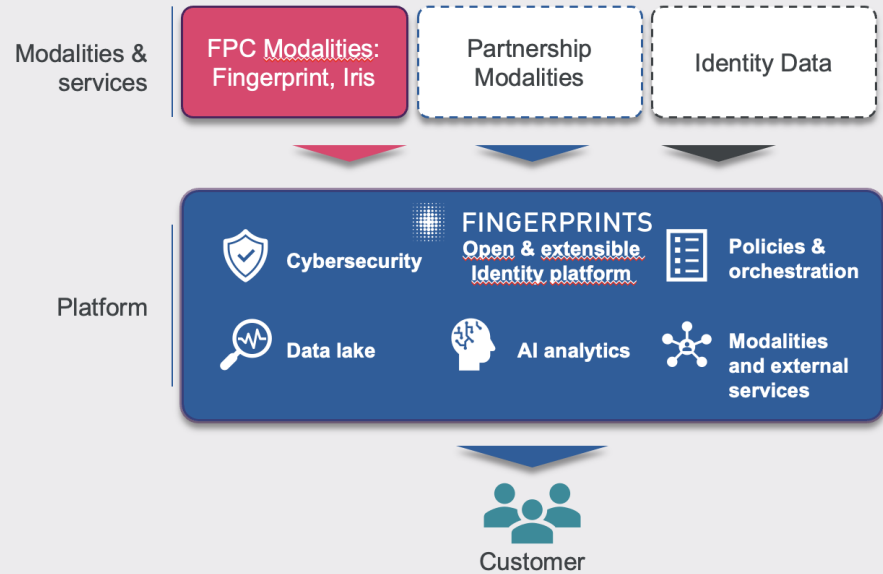 Modalities &
services
FPC Modalities:
Fingerprint, Iris
Partnership
Modalities
Identity Data
Platform
FINGERPRINTS
Open & extensible
Identity platform
Cybersecurity
Policies &
orchestration
Data lake
AI analytics
Modalities
and external
services
Customer